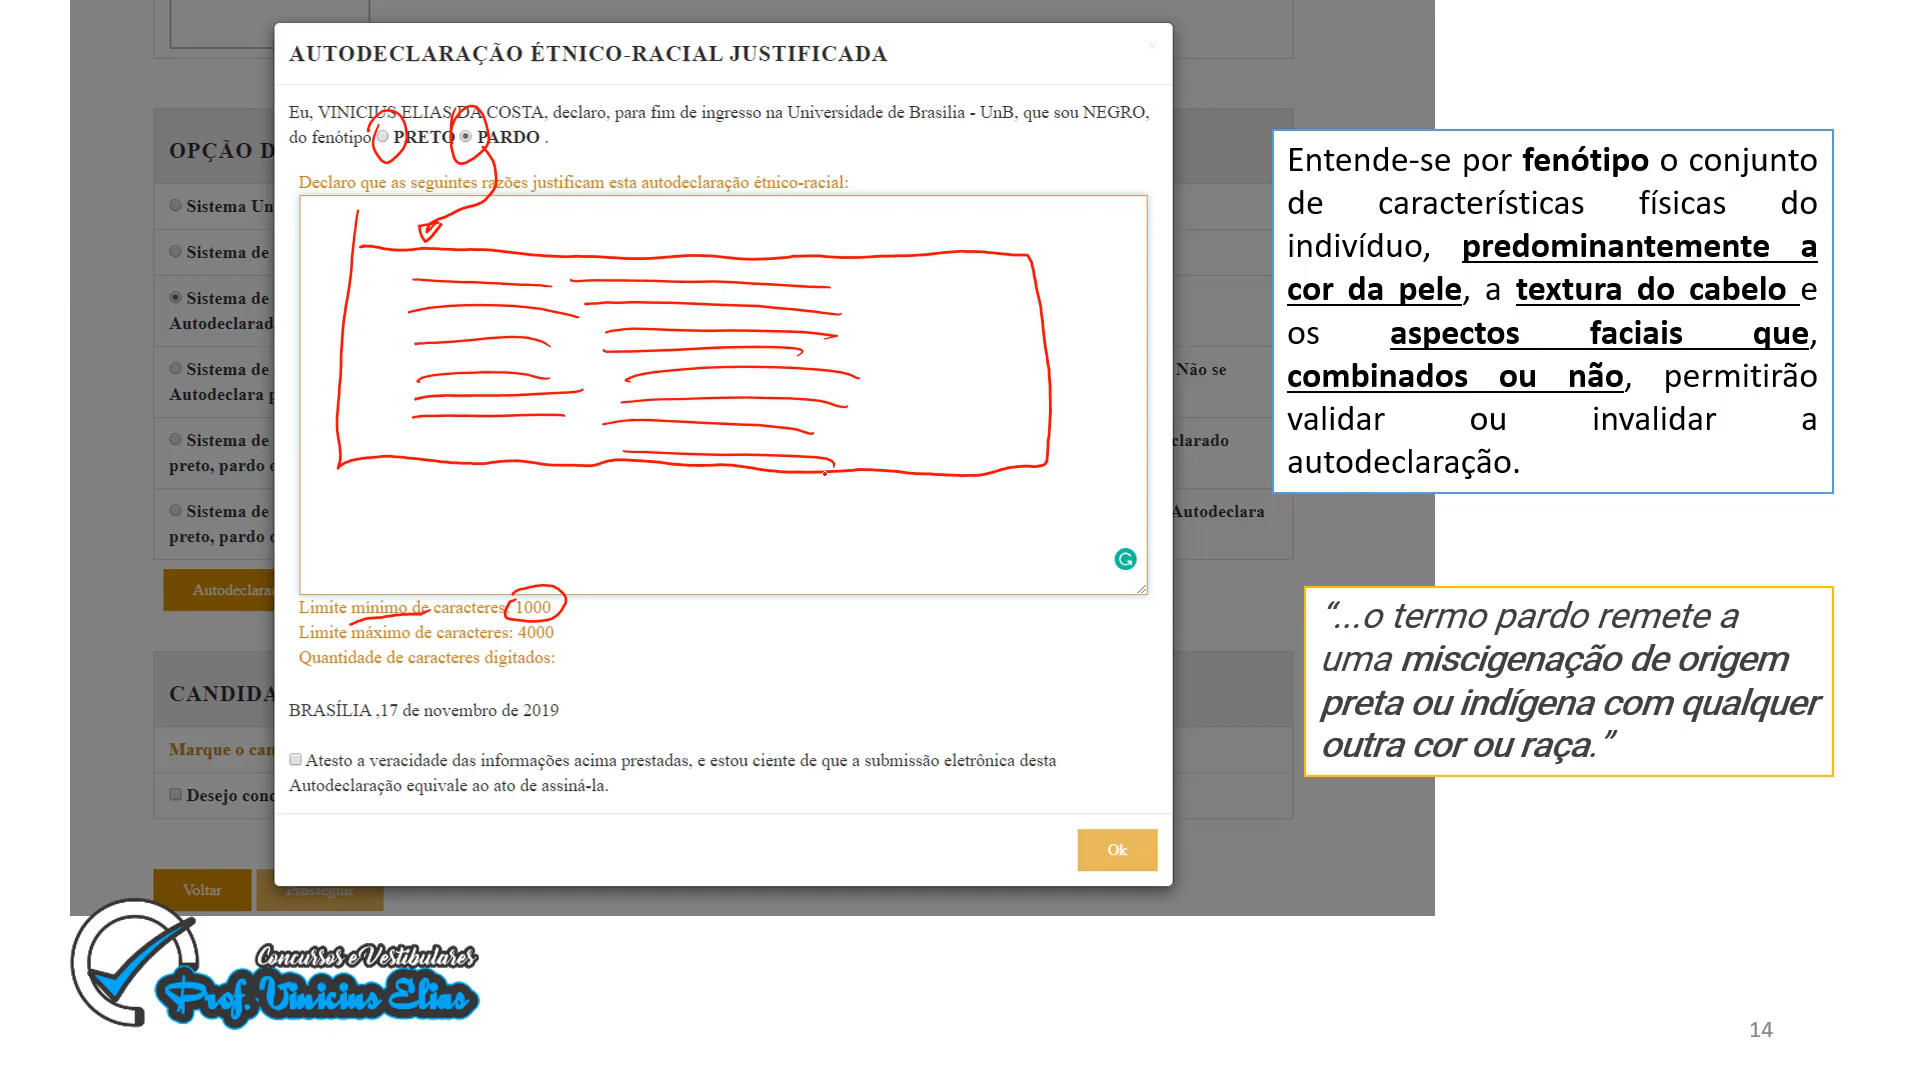 AUTODECLARAÇÃO ÉTNICO-RACIAL JUSTIFICADA
×
Eu, VINICIUS ELIAS DA COSTA, declaro, para fim de ingresso na Universidade de Brasília - UnB, que sou NEGRO,
do fenótipo PRETO PARDO .
Declaro que as seguintes razões justificam esta autodeclaração étnico-racial:
Limite mínimo de caracteres: 1000
Limite máximo de caracteres: 4000
Quantidade de caracteres digitados:
BRASÍLIA ,17 de novembro de 2019
Atesto a veracidade das informações acima prestadas, e estou ciente de que a submissão eletrônica desta
Autodeclaração equivale ao ato de assiná-la.
Ok
OPÇÃO D
Sistema Un
Sistema de
Sistema de
Autodeclarad
Sistema de
Autodeclara p
Não se
Sistema de
preto, pardo o
clarado
Sistema de
preto, pardo o
Autodeclara
Autodeclara
CANDIDA
Marque o can
Desejo conc
Voltar
Prosseguir
Entende-se por fenótipo o conjunto
de características físicas do
indivíduo, predominantemente a
cor da pele, a textura do cabelo e
os aspectos faciais que,
combinados ou não, permitirão
validar ou invalidar a
autodeclaração.
“...o termo pardo remete a
uma miscigenação de origem
preta ou indígena com qualquer
outra cor ou raça.”
Concursos e Vestibulares
Prof. Vinicius Elias
14